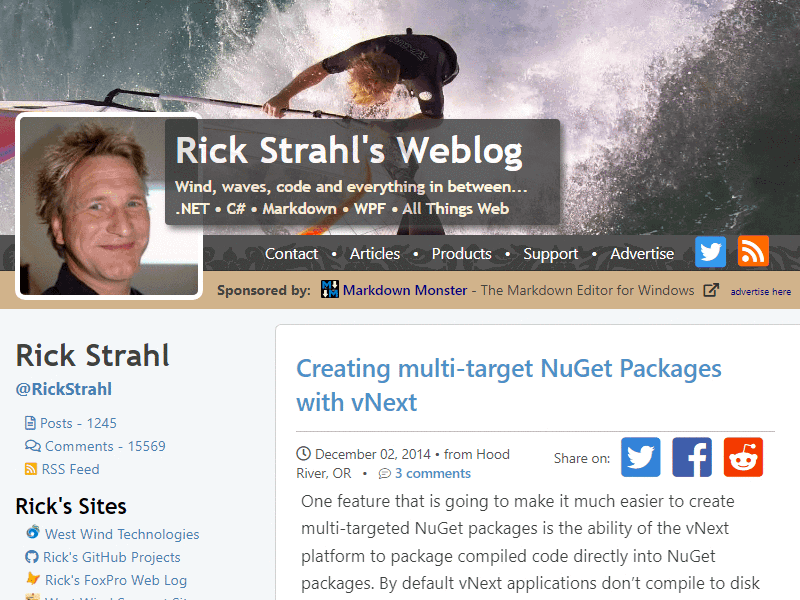 Rick Strahl's Weblog
Wind, waves, code and everything in between...
.NET • C# • Markdown • WPF • All Things Web
Contact • Articles • Products • Support • Advertise
Sponsored by: Markdown Monster - The Markdown Editor for Windows advertise here
Rick Strahl
@RickStrahl
Posts - 1245
Comments - 15569
RSS Feed
Rick's Sites
West Wind Technologies
Rick's GitHub Projects
Rick's FoxPro Web Log
Creating multi-target NuGet Packages
with vNext
December 02, 2014 • from Hood
River, OR • 3 comments
Share on:
One feature that is going to make it much easier to create
multi-targeted NuGet packages is the ability of the vNext
platform to package compiled code directly into NuGet
packages. By default vNext applications don’t compile to disk